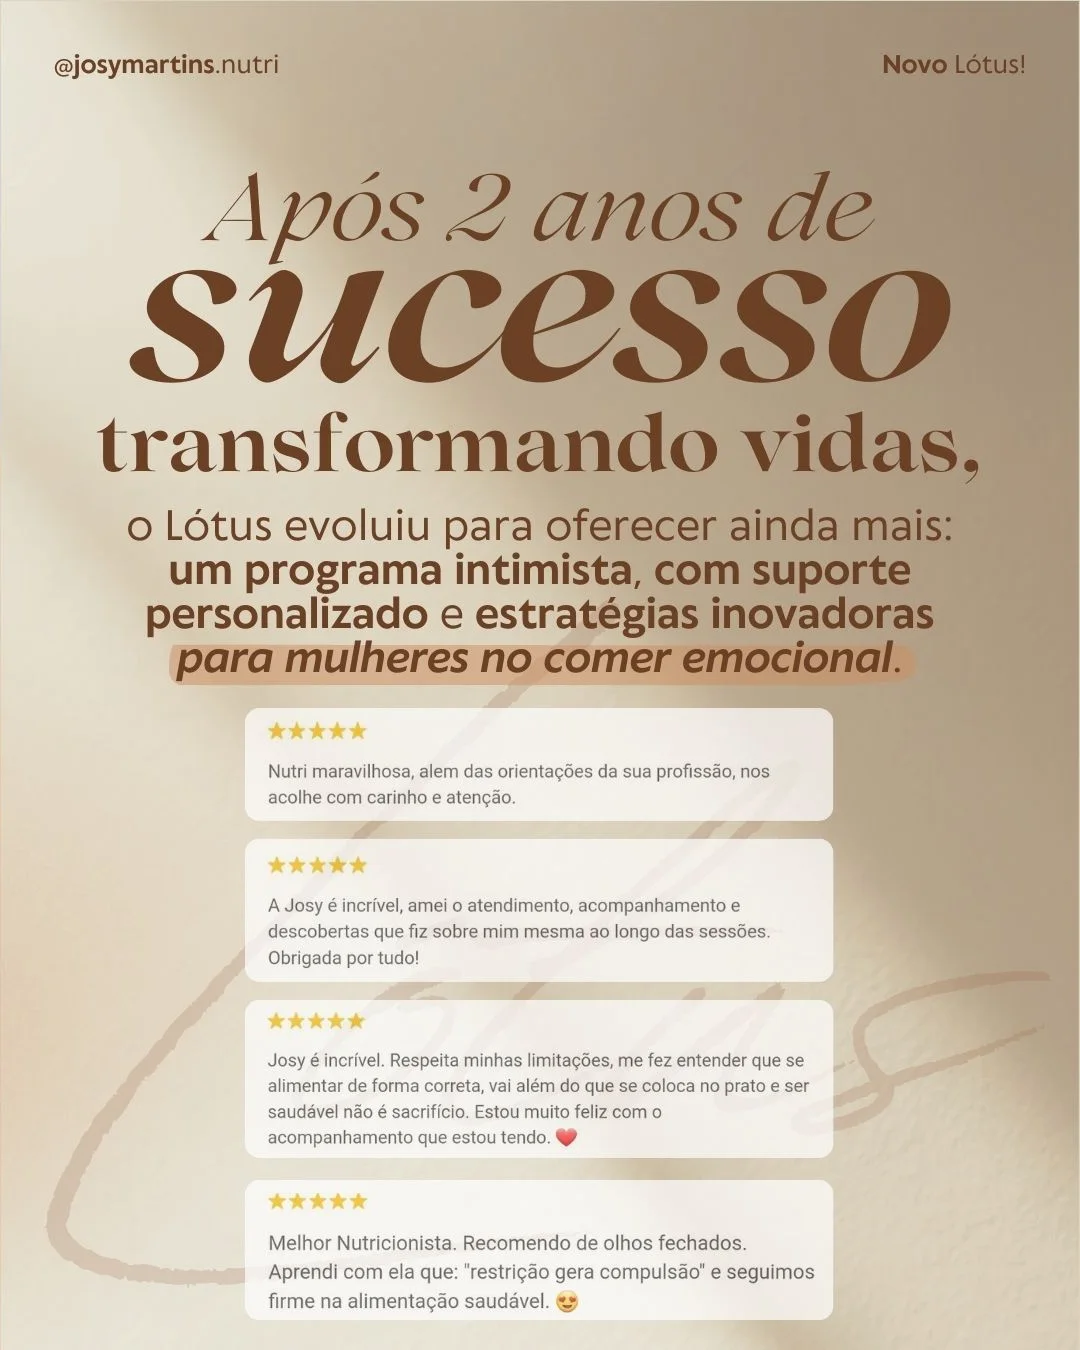 @josymartins.nutri
Novo Lótus!
Após 2 anos de
sucesso
transformando vidas,
o Lótus evoluiu para oferecer ainda mais:
um programa intimista, com suporte
personalizado e estratégias inovadoras
para mulheres no comer emocional.
★★★★★
Nutri maravilhosa, alem das orientações da sua profissão, nos
acolhe com carinho e atenção.
★★★★★
A Josy é incrível, amei o atendimento, acompanhamento e
descobertas que fiz sobre mim mesma ao longo das sessões.
Obrigada por tudo!
★★★★★
Josy é incrível. Respeita minhas limitações, me fez entender que se
alimentar de forma correta, vai além do que se coloca no prato e ser
saudável não é sacrifício. Estou muito feliz com o
acompanhamento que estou tendo. ❤️
★★★★★
Melhor Nutricionista. Recomendo de olhos fechados.
Aprendi com ela que: "restrição gera compulsão" e seguimos
firme na alimentação saudável. 😍
Lótus